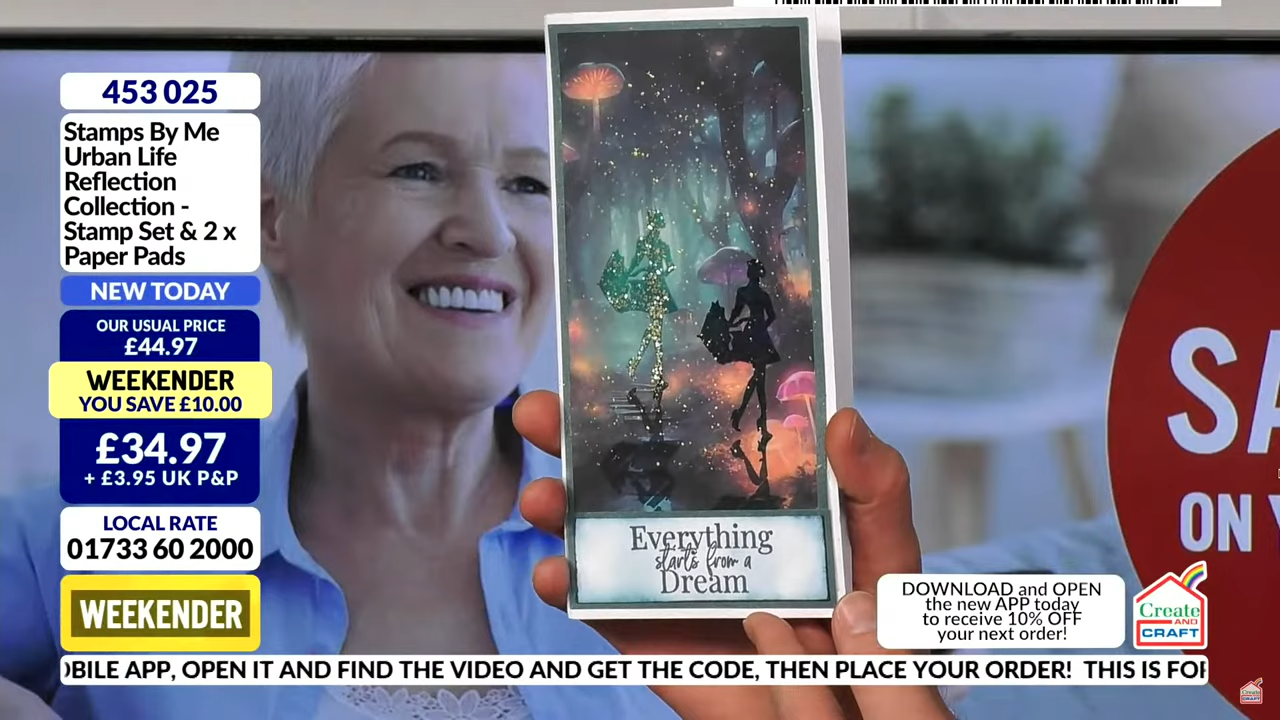 453 025
Stamps By Me
Urban Life
Reflection
Collection -
Stamp Set & 2 x
Paper Pads
NEW TODAY
OUR USUAL PRICE
£44.97
WEEKENDER
YOU SAVE £10.00
£34.97
+ £3.95 UK P&P
LOCAL RATE
01733 60 2000
WEEKENDER
Everything
starts from a
Dream
SA
ON
DOWNLOAD and OPEN
the new APP today
to receive 10% OFF
your next order!
Create
AND
CRAFT
OBILE APP, OPEN IT AND FIND THE VIDEO AND GET THE CODE, THEN PLACE YOUR ORDER! THIS IS FOR